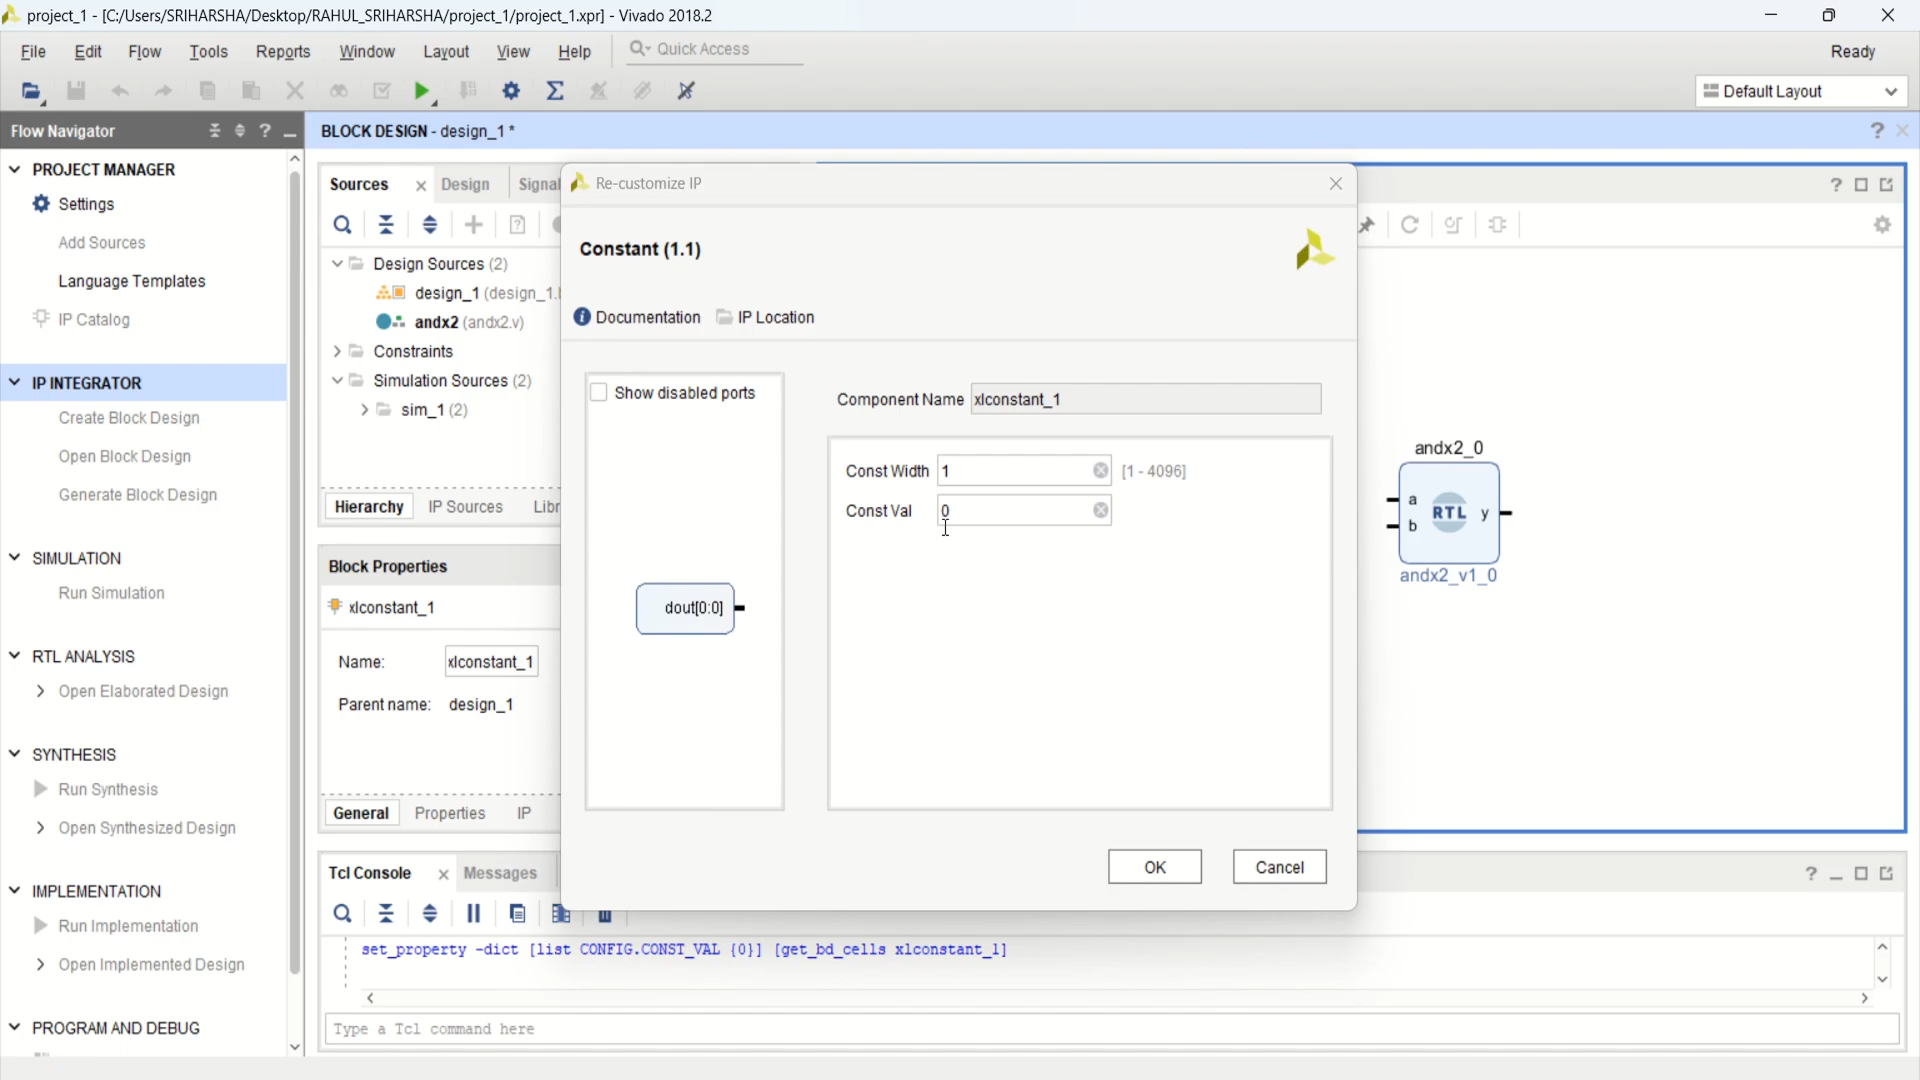 project_1 - [C:/Users/SRIHARSHA/Desktop/RAHUL_SRIHARSHA/project_1/project_1.xpr] - Vivado 2018.2
File Edit Flow Tools Reports Window Layout View Help Quick Access Ready
Default Layout
Flow Navigator
PROJECT MANAGER
Settings
Add Sources
Language Templates
IP Catalog
IP INTEGRATOR
Create Block Design
Open Block Design
Generate Block Design
SIMULATION
Run Simulation
RTL ANALYSIS
Open Elaborated Design
SYNTHESIS
Run Synthesis
Open Synthesized Design
IMPLEMENTATION
Run Implementation
Open Implemented Design
PROGRAM AND DEBUG
BLOCK DESIGN - design_1 *
Sources Design Signal
Design Sources (2)
design_1 (design_1.
andx2 (andx2.v)
Constraints
Simulation Sources (2)
sim_1 (2)
Hierarchy IP Sources Libr
Block Properties
xlconstant_1
Name: xlconstant_1
Parent name: design_1
General Properties IP
Re-customize IP
Constant (1.1)
Documentation IP Location
Show disabled ports
dout[0:0]
Component Name xlconstant_1
Const Width 1 [1 - 4096]
Const Val 0
OK Cancel
andx2_0
a
b
RTL y
andx2_v1_0
Tcl Console Messages
set_property -dict [list CONFIG.CONST_VAL {0}] [get_bd_cells xlconstant_1]
Type a Tcl command here